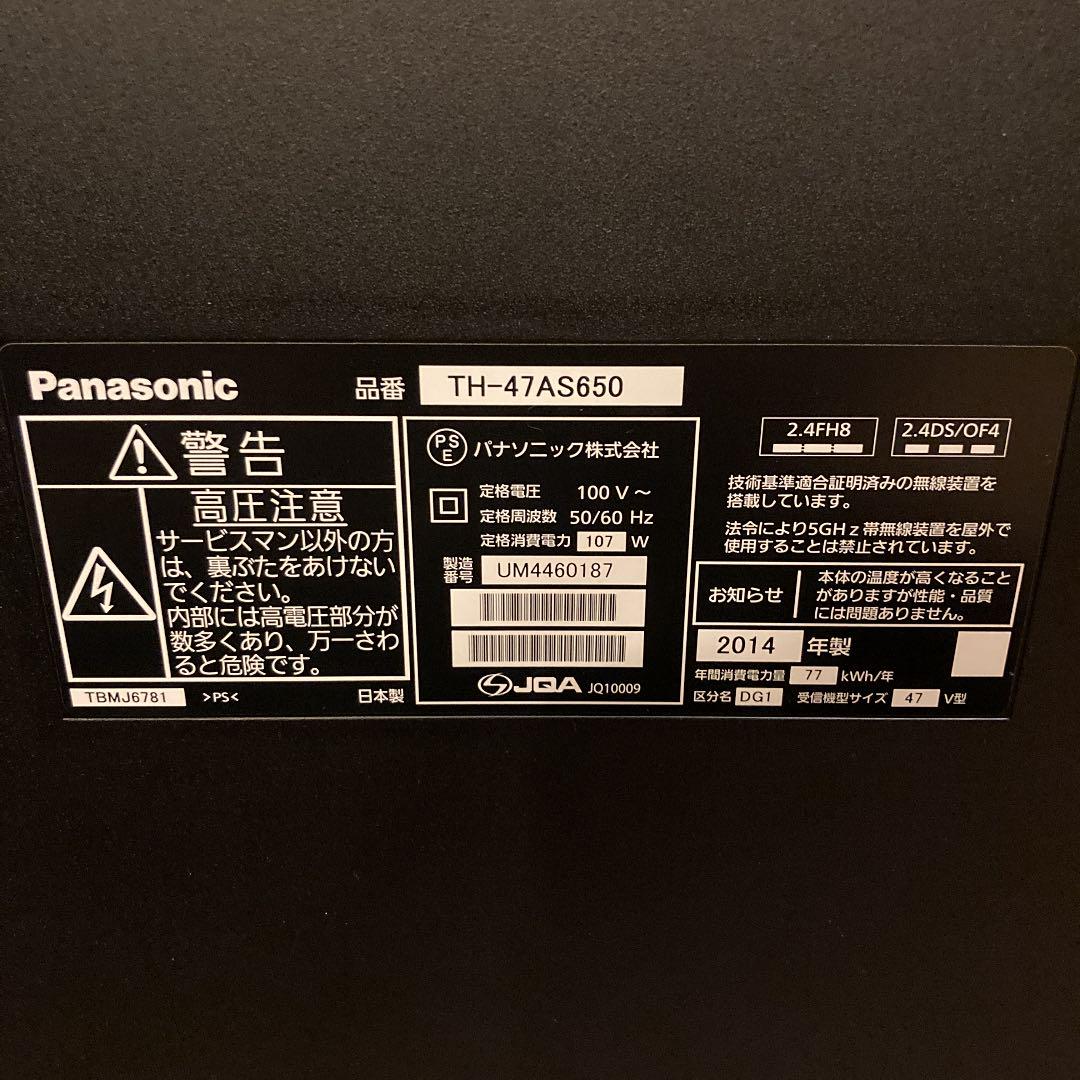 Panasonic
品番 TH-47AS650
警告
高圧注意
サービスマン以外の方
は、裏ぶたをあけない
でください。
内部には高電圧部分が
数多くあり、万一さわ
ると危険です。
TBMJ6781 >PS< 日本製
PSE パナソニック株式会社
定格電圧 100 V ～
定格周波数 50/60 Hz
定格消費電力 107 W
製造番号 UM4460187
JQA JQ10009
2.4FH8 2.4DS/OF4
技術基準適合証明済みの無線装置を
搭載しています。
法令により5GHz帯無線装置を屋外で
使用することは禁止されています。
お知らせ
本体の温度が高くなること
がありますが性能・品質
には問題ありません。
2014 年製
年間消費電力量 77 kWh/年
区分名 DG1 受信機型サイズ 47 V型